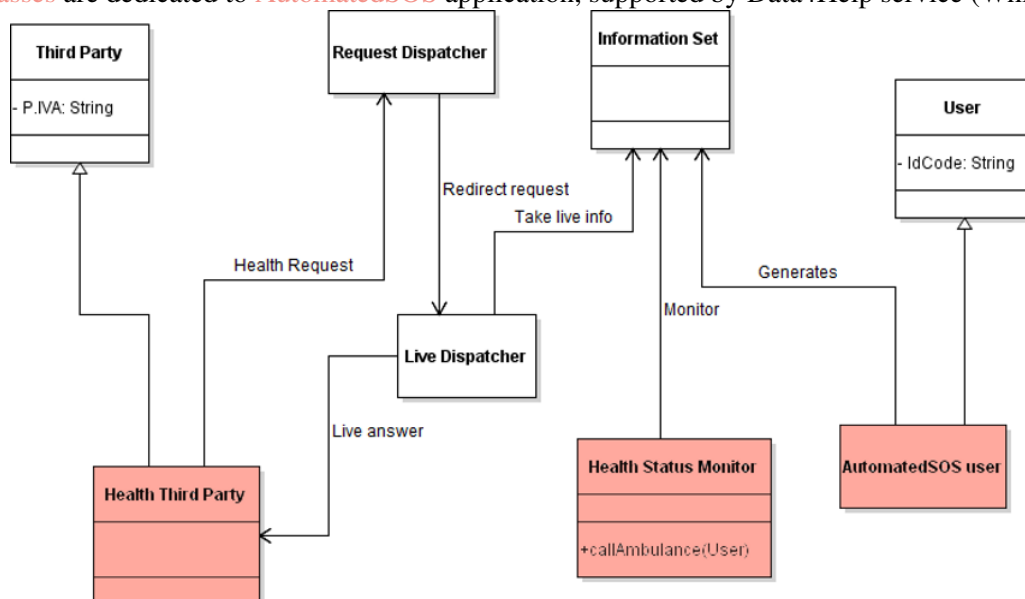 asses are dedicated to AutomatedSOS application, supported by Data4Help service (Whi
Third Party
- P.IVA: String
Request Dispatcher
Information Set
User
- IdCode: String
Redirect request
Take live info
Health Request
Generates
Monitor
Live Dispatcher
Live answer
Health Third Party
Health Status Monitor
+callAmbulance(User)
AutomatedSOS user